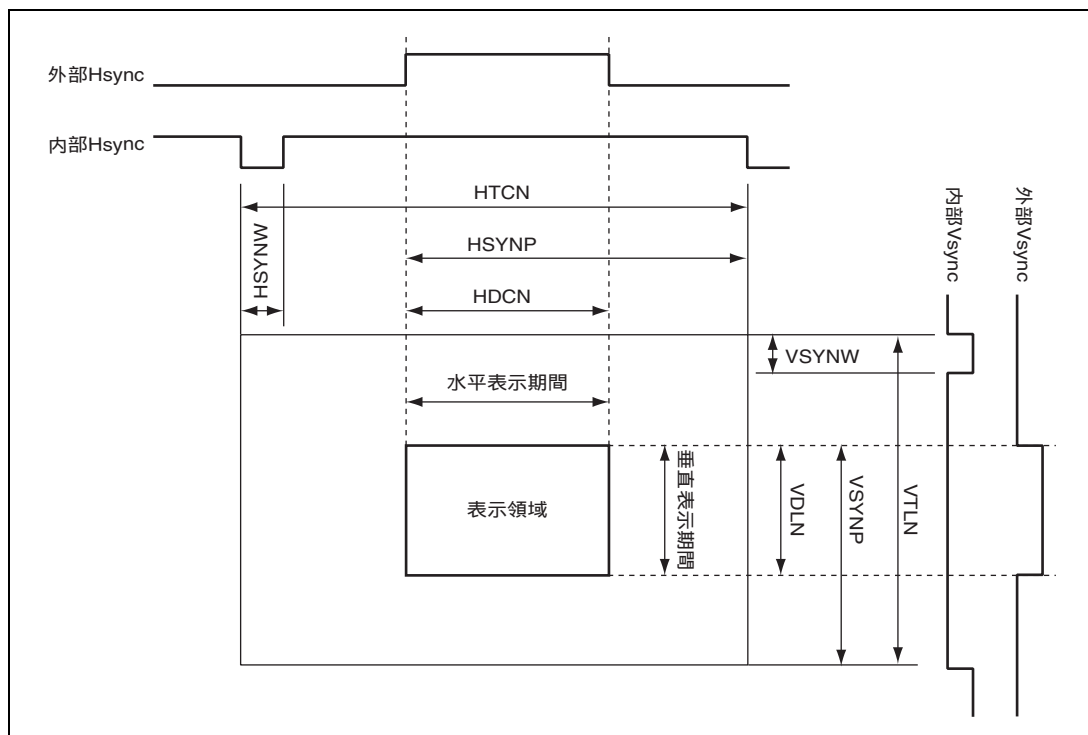 外部Hsync
内部Hsync
HTCN
HSYNP
HSYNW
HDCN
内部Vsync
外部Vsync
VSYNW
水平表示期間
表示領域
垂直表示期間
VDLN
VSYNP
VTLN